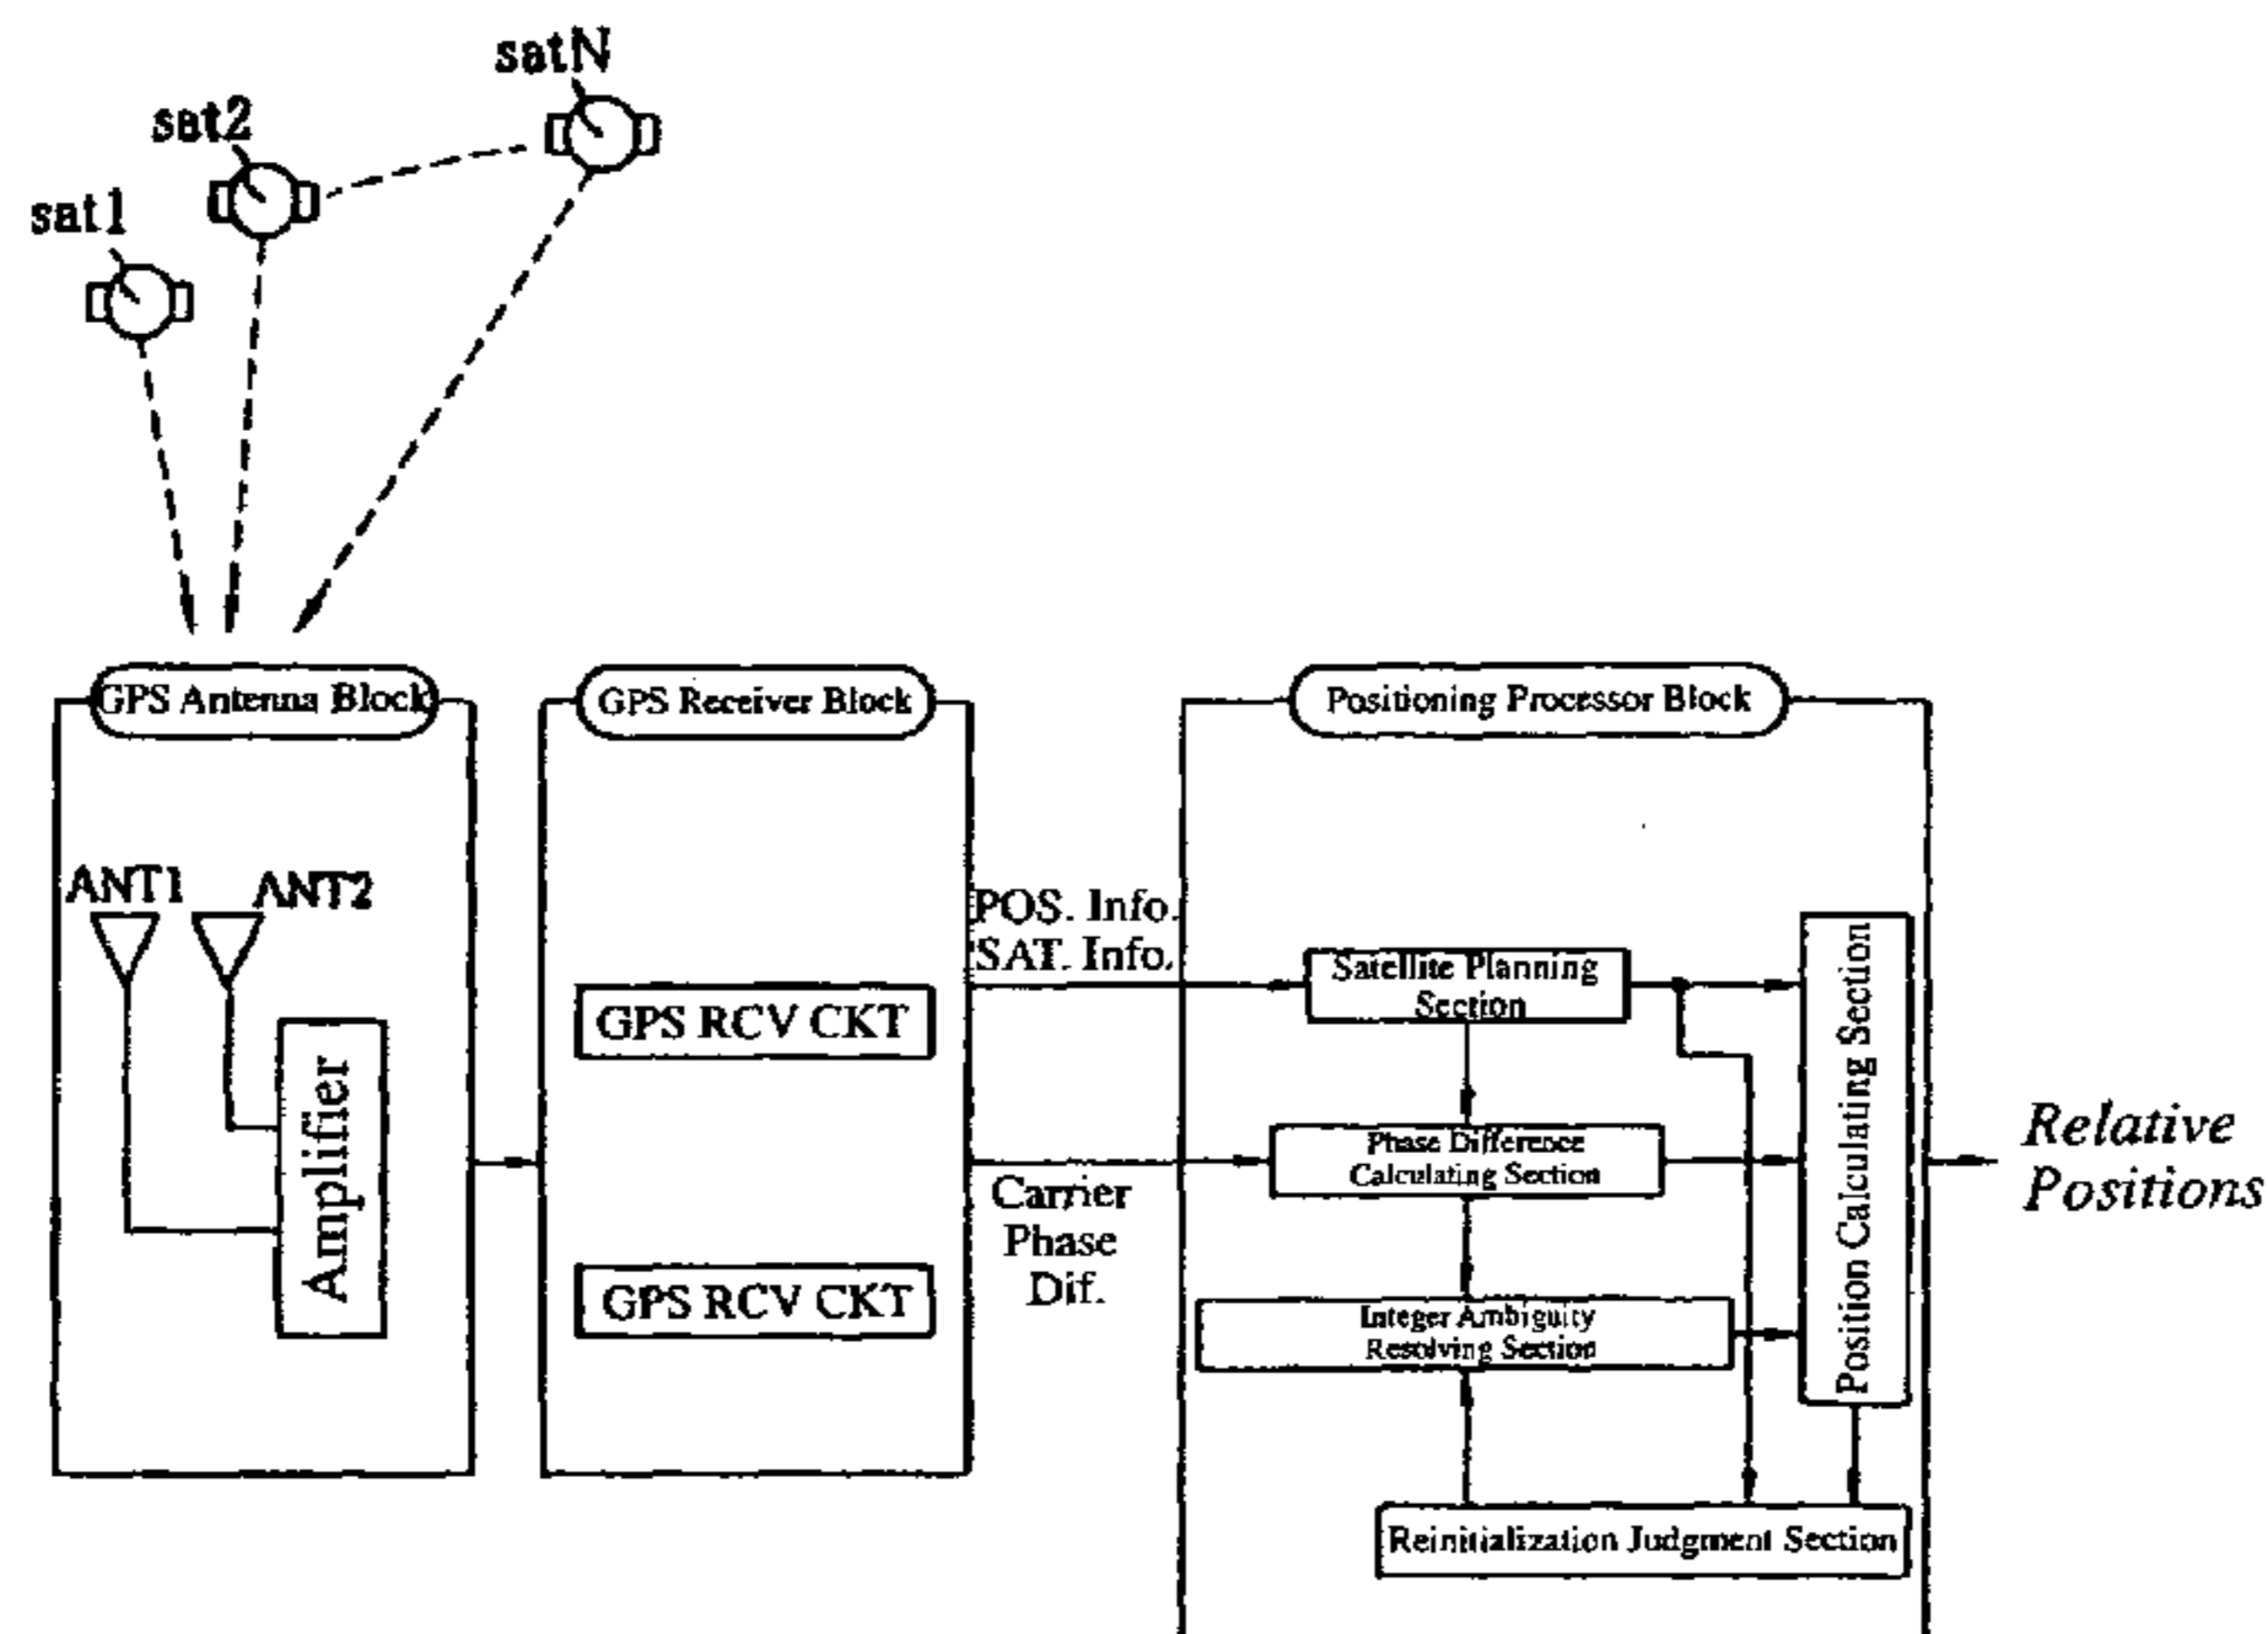 satN
sat2
sat1
GPS Antenna Block
GPS Receiver Block
Positioning Processor Block
ANT1
ANT2
Amplifier
GPS RCV CKT
GPS RCV CKT
POS. Info.
SAT. Info.
Carrier
Phase
Dif.
Satellite Planning
Section
Phase Difference
Calculating Section
Integer Ambiguity
Resolving Section
Position Calculating Section
Reinitialization Judgment Section
Relative
Positions